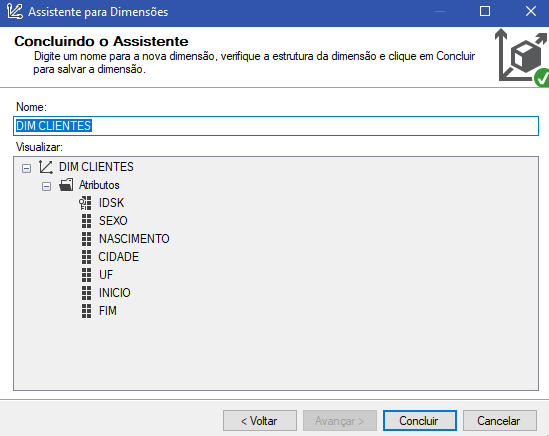 Assistente para Dimensões
Concluindo o Assistente
Digite um nome para a nova dimensão, verifique a estrutura da dimensão e clique em Concluir
para salvar a dimensão.
Nome:
DIM CLIENTES
Visualizar:
DIM CLIENTES
Atributos
IDSK
SEXO
NASCIMENTO
CIDADE
UF
INICIO
FIM
< Voltar
Avançar >
Concluir
Cancelar